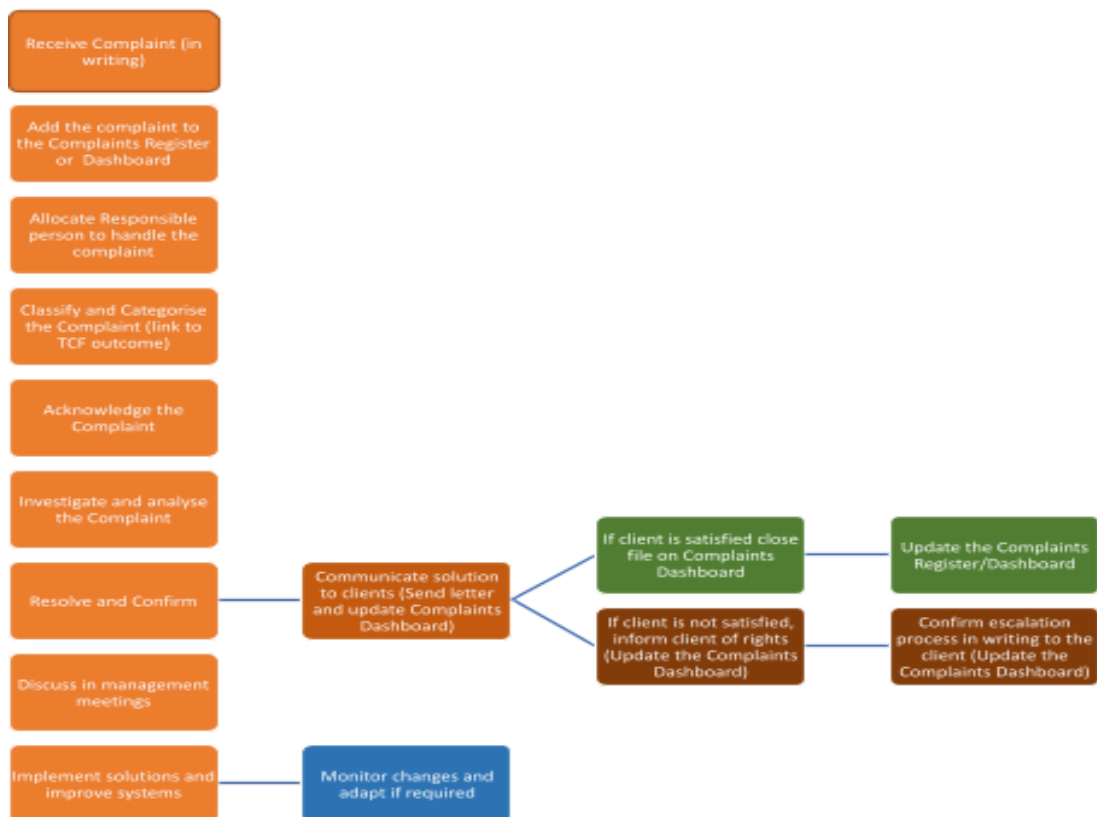 Receive Complaint (in
writing)
Add the complaint to
the Complaints Register
or Dashboard
Allocate Responsible
person to handle the
complaint
Classify and Categorise
the Complaint (link to
TCF outcome)
Acknowledge the
Complaint
Investigate and analyse
the Complaint
Resolve and Confirm
Communicate solution
to clients (Send letter
and update Complaints
Dashboard)
If client is satisfied close
file on Complaints
Dashboard
Update the Complaints
Register/Dashboard
If client is not satisfied,
inform client of rights
(Update the Complaints
Dashboard)
Confirm escalation
process in writing to the
client (Update the
Complaints Dashboard)
Discuss in management
meetings
Implement solutions and
improve systems
Monitor changes and
adapt if required